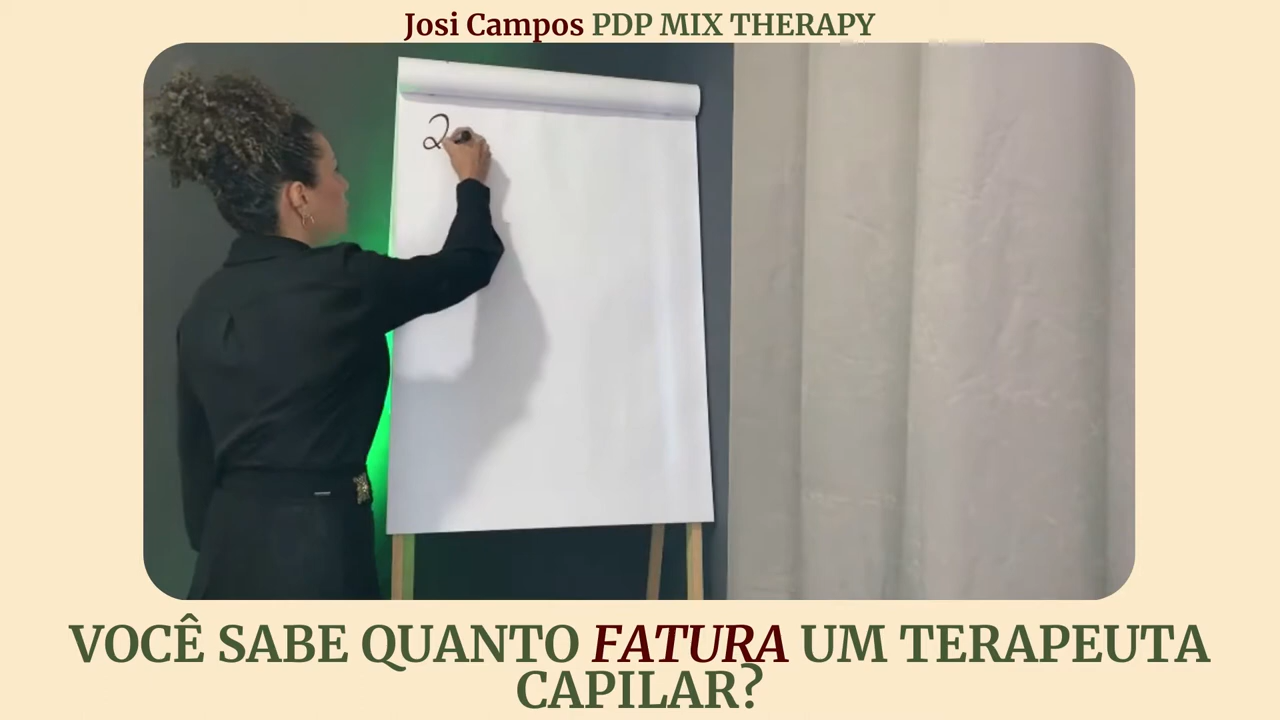 Josi Campos PDP MIX THERAPY
2
VOCÊ SABE QUANTO FATURA UM TERAPEUTA
CAPILAR?